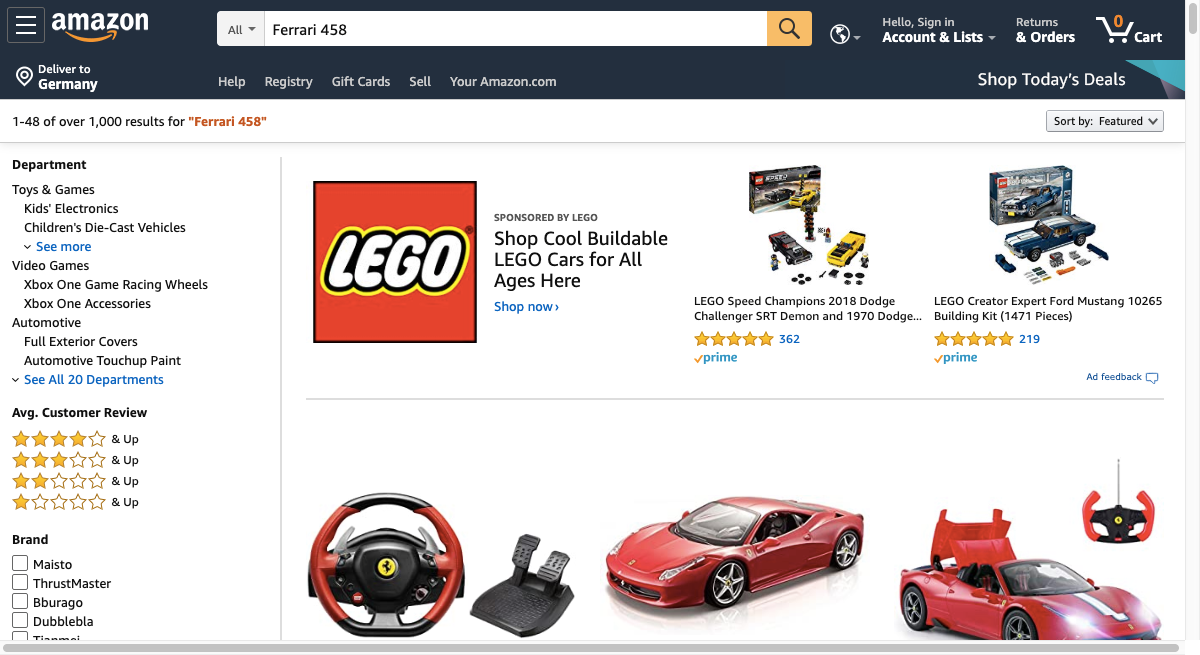 amazon
All
Ferrari 458
Hello, Sign in
Account & Lists
Returns
& Orders
0
Cart
Deliver to
Germany
Help
Registry
Gift Cards
Sell
Your Amazon.com
Shop Today's Deals
1-48 of over 1,000 results for "Ferrari 458"
Sort by: Featured
Department
Toys & Games
Kids' Electronics
Children's Die-Cast Vehicles
See more
Video Games
Xbox One Game Racing Wheels
Xbox One Accessories
Automotive
Full Exterior Covers
Automotive Touchup Paint
See All 20 Departments
Avg. Customer Review
& Up
& Up
& Up
& Up
Brand
Maisto
ThrustMaster
Bburago
Dubblebla
Tianmei
LEGO
SPONSORED BY LEGO
Shop Cool Buildable
LEGO Cars for All
Ages Here
Shop now›
LEGO Speed Champions 2018 Dodge
Challenger SRT Demon and 1970 Dodge...
362
prime
LEGO Creator Expert Ford Mustang 10265
Building Kit (1471 Pieces)
219
prime
Ad feedback